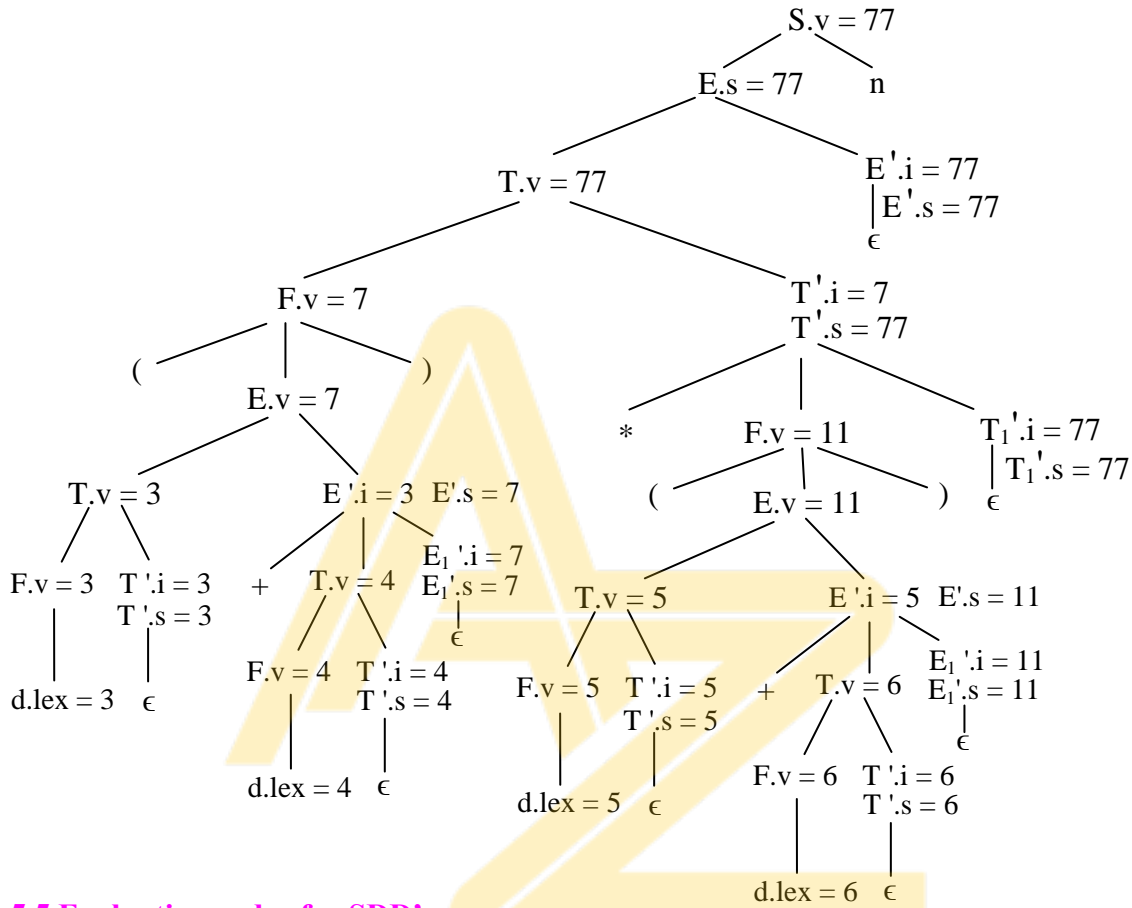 S.v = 77
E.s = 77 n
T.v = 77 E'.i = 77
E'.s = 77
ϵ
F.v = 7 T'.i = 7
T'.s = 77
( )
E.v = 7
* F.v = 11 T₁'.i = 77
T₁'.s = 77
T.v = 3 E'.i = 3 E'.s = 7 ( E.v = 11 ) ϵ
F.v = 3 T'.i = 3 + T.v = 4 E₁'.i = 7
T'.s = 3 E₁'.s = 7
T.v = 5 E'.i = 5 E'.s = 11
ϵ
F.v = 4 T'.i = 4 F.v = 5 T'.i = 5 + T.v = 6 E₁'.i = 11
d.lex = 3 ϵ T'.s = 4 T'.s = 5 E₁'.s = 11
ϵ
d.lex = 4 ϵ d.lex = 5 ϵ F.v = 6 T'.i = 6
T'.s = 6
d.lex = 6 ϵ